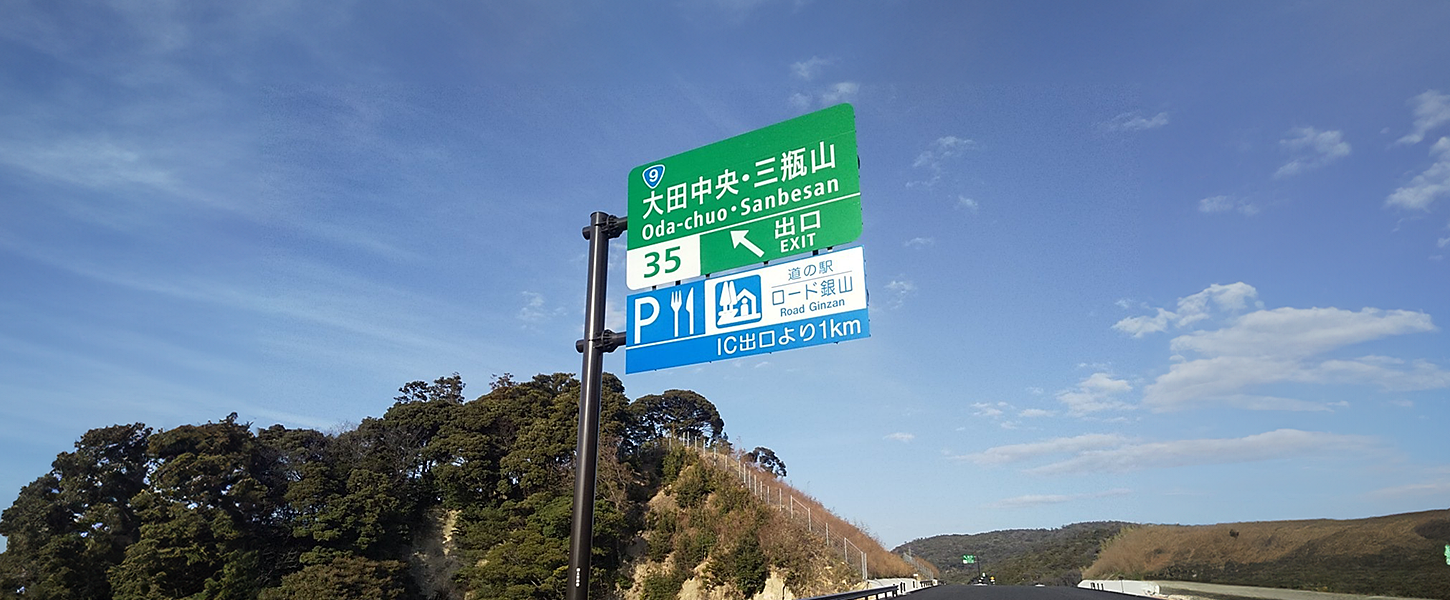 9
大田中央・三瓶山
Oda-chuo・Sanbesan
35
出口
EXIT
P
道の駅
ロード銀山
Road Ginzan
IC出口より1km